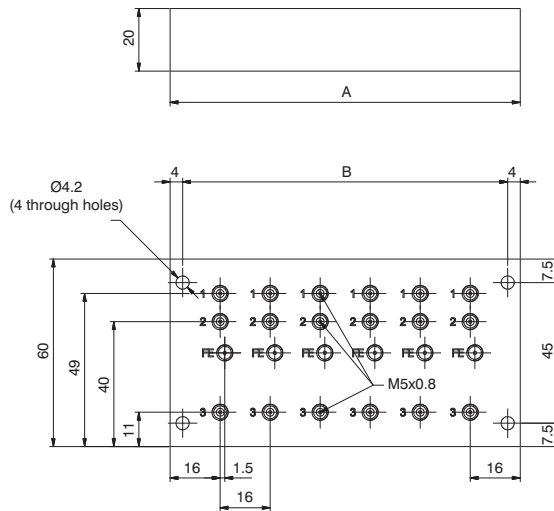 20
A
4
B
4
Ø4.2
(4 through holes)
7.5
1 1 1 1 1 1
2 2 2 2 2 2
FE FE FE FE FE FE
60
49
40
45
M5x0.8
3 3 3 3 3 3
11
7.5
16
1.5
16
16